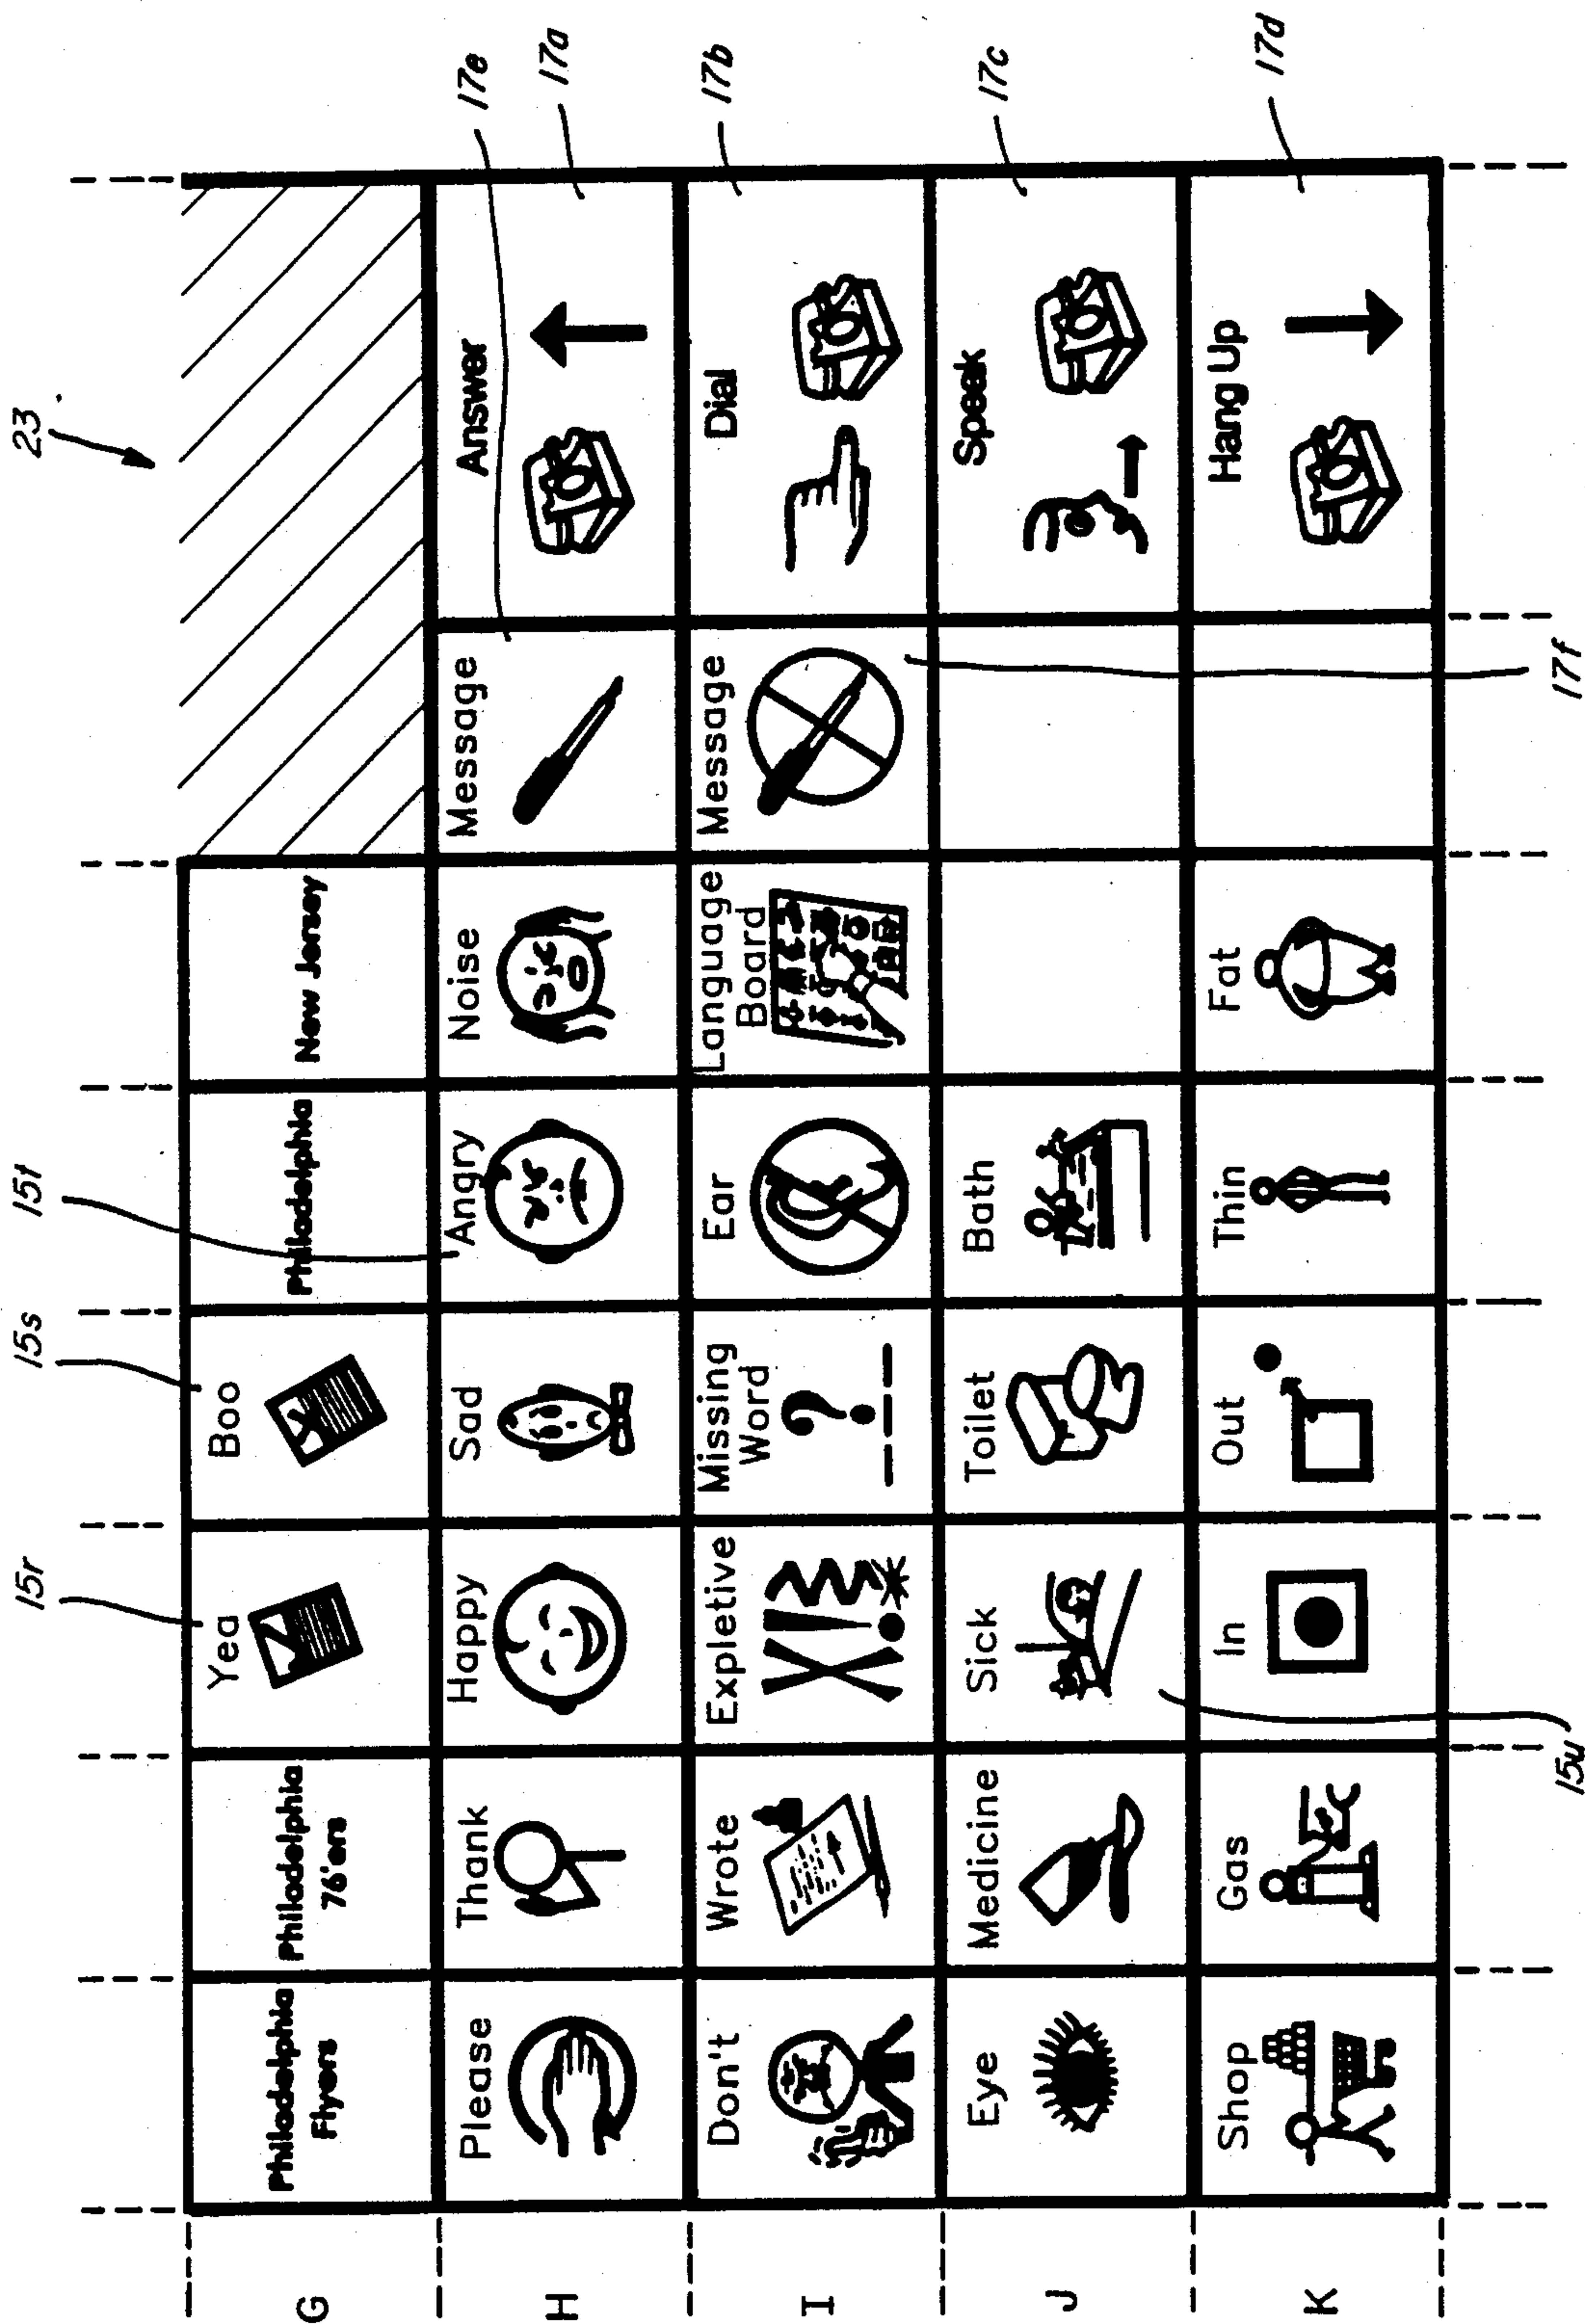 23
15r
15s
15t
17e
17a
17b
17c
17d
G
Philadelphia
Flyers
Philadelphia
76'ers
Yea
Boo
Philadelphia
New Jersey
H
Please
Thank
Happy
Sad
Angry
Noise
Message
Answer
I
Don't
Wrote
Expletive
Missing
Word
?
Ear
Language
Board
Message
Dial
J
Eye
Medicine
Sick
Toilet
Bath
Speak
K
Shop
Gas
In
Out
Thin
Fat
Hang Up
15u
17f